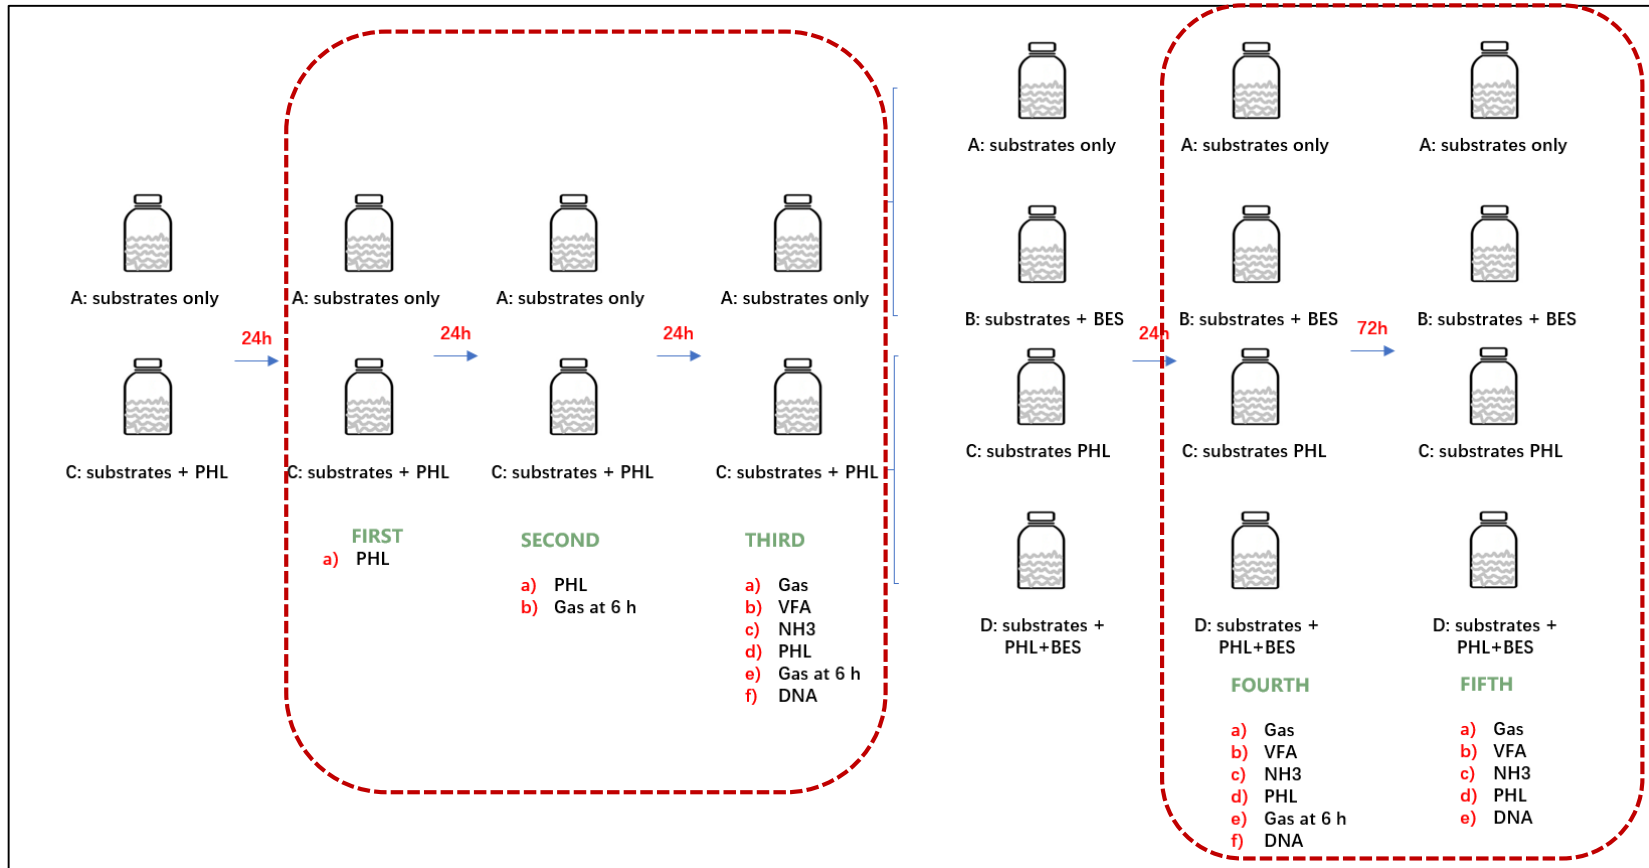 A: substrates only
A: substrates only
A: substrates only
A: substrates only
24h
24h
24h
C: substrates + PHL
C: substrates + PHL
C: substrates + PHL
C: substrates + PHL
FIRST
a) PHL
SECOND
a) PHL
b) Gas at 6 h
THIRD
a) Gas
b) VFA
c) NH3
d) PHL
e) Gas at 6 h
f) DNA
A: substrates only
A: substrates only
A: substrates only
B: substrates + BES
B: substrates + BES
B: substrates + BES
24h
72h
C: substrates PHL
C: substrates PHL
C: substrates PHL
D: substrates +
PHL+BES
D: substrates +
PHL+BES
D: substrates +
PHL+BES
FOURTH
a) Gas
b) VFA
c) NH3
d) PHL
e) Gas at 6 h
f) DNA
FIFTH
a) Gas
b) VFA
c) NH3
d) PHL
e) DNA